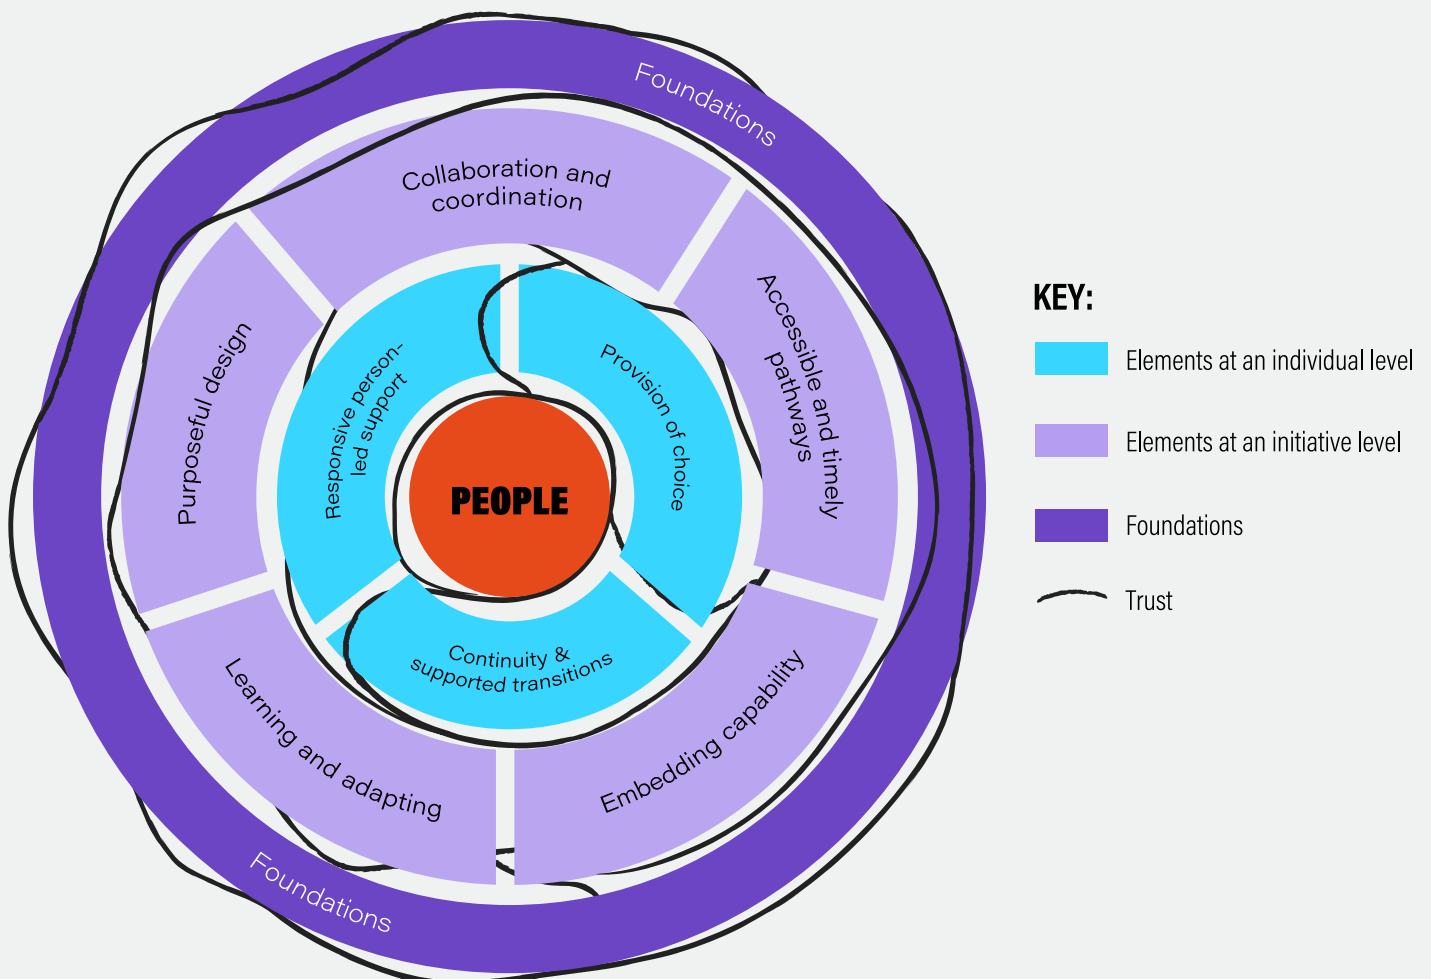 Foundations
Collaboration and
coordination
Accessible and timely
pathways
Purposeful design
Responsive person-
led support
Provision of choice
PEOPLE
Continuity &
supported transitions
Learning and adapting
Embedding capability
Foundations
KEY:
Elements at an individual level
Elements at an initiative level
Foundations
Trust